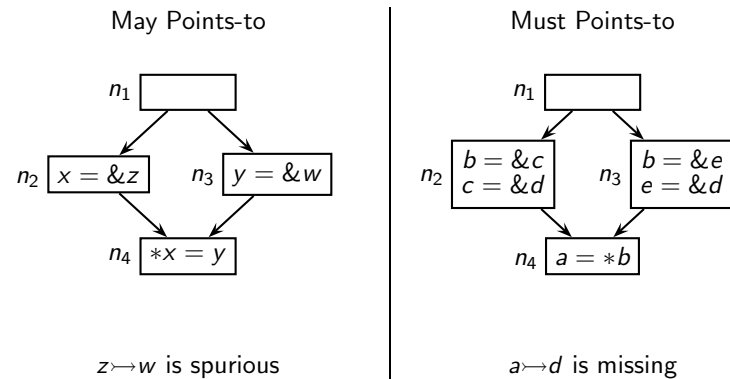 May Points-to
n1
n2 x = &z
n3 y = &w
n4 *x = y
z↣w is spurious
Must Points-to
n1
n2 b = &c
c = &d
n3 b = &e
e = &d
n4 a = *b
a↣d is missing